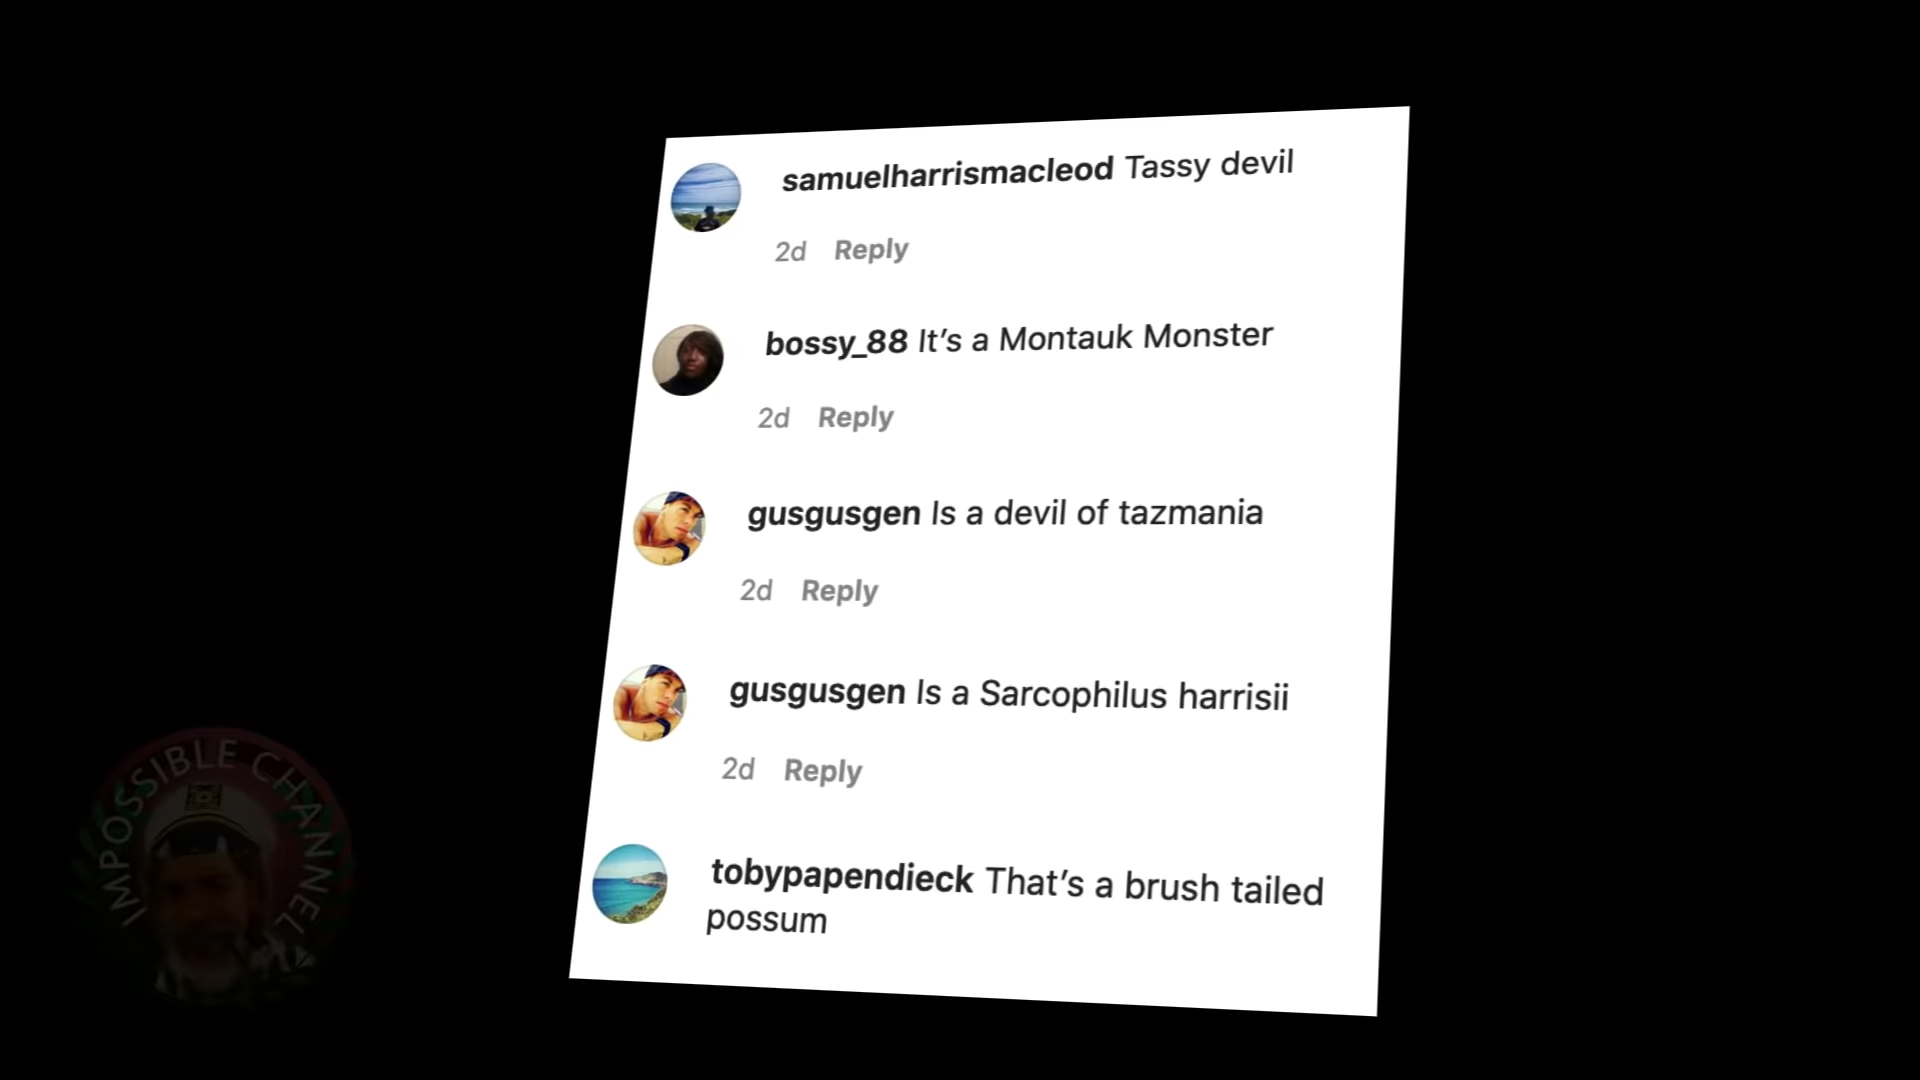 samuelharrismacleod Tassy devil
2d Reply
bossy_88 It’s a Montauk Monster
2d Reply
gusgusgen Is a devil of tazmania
2d Reply
gusgusgen Is a Sarcophilus harrisii
2d Reply
tobypapendieck That’s a brush tailed
possum
IMPOSSIBLE CHANNEL